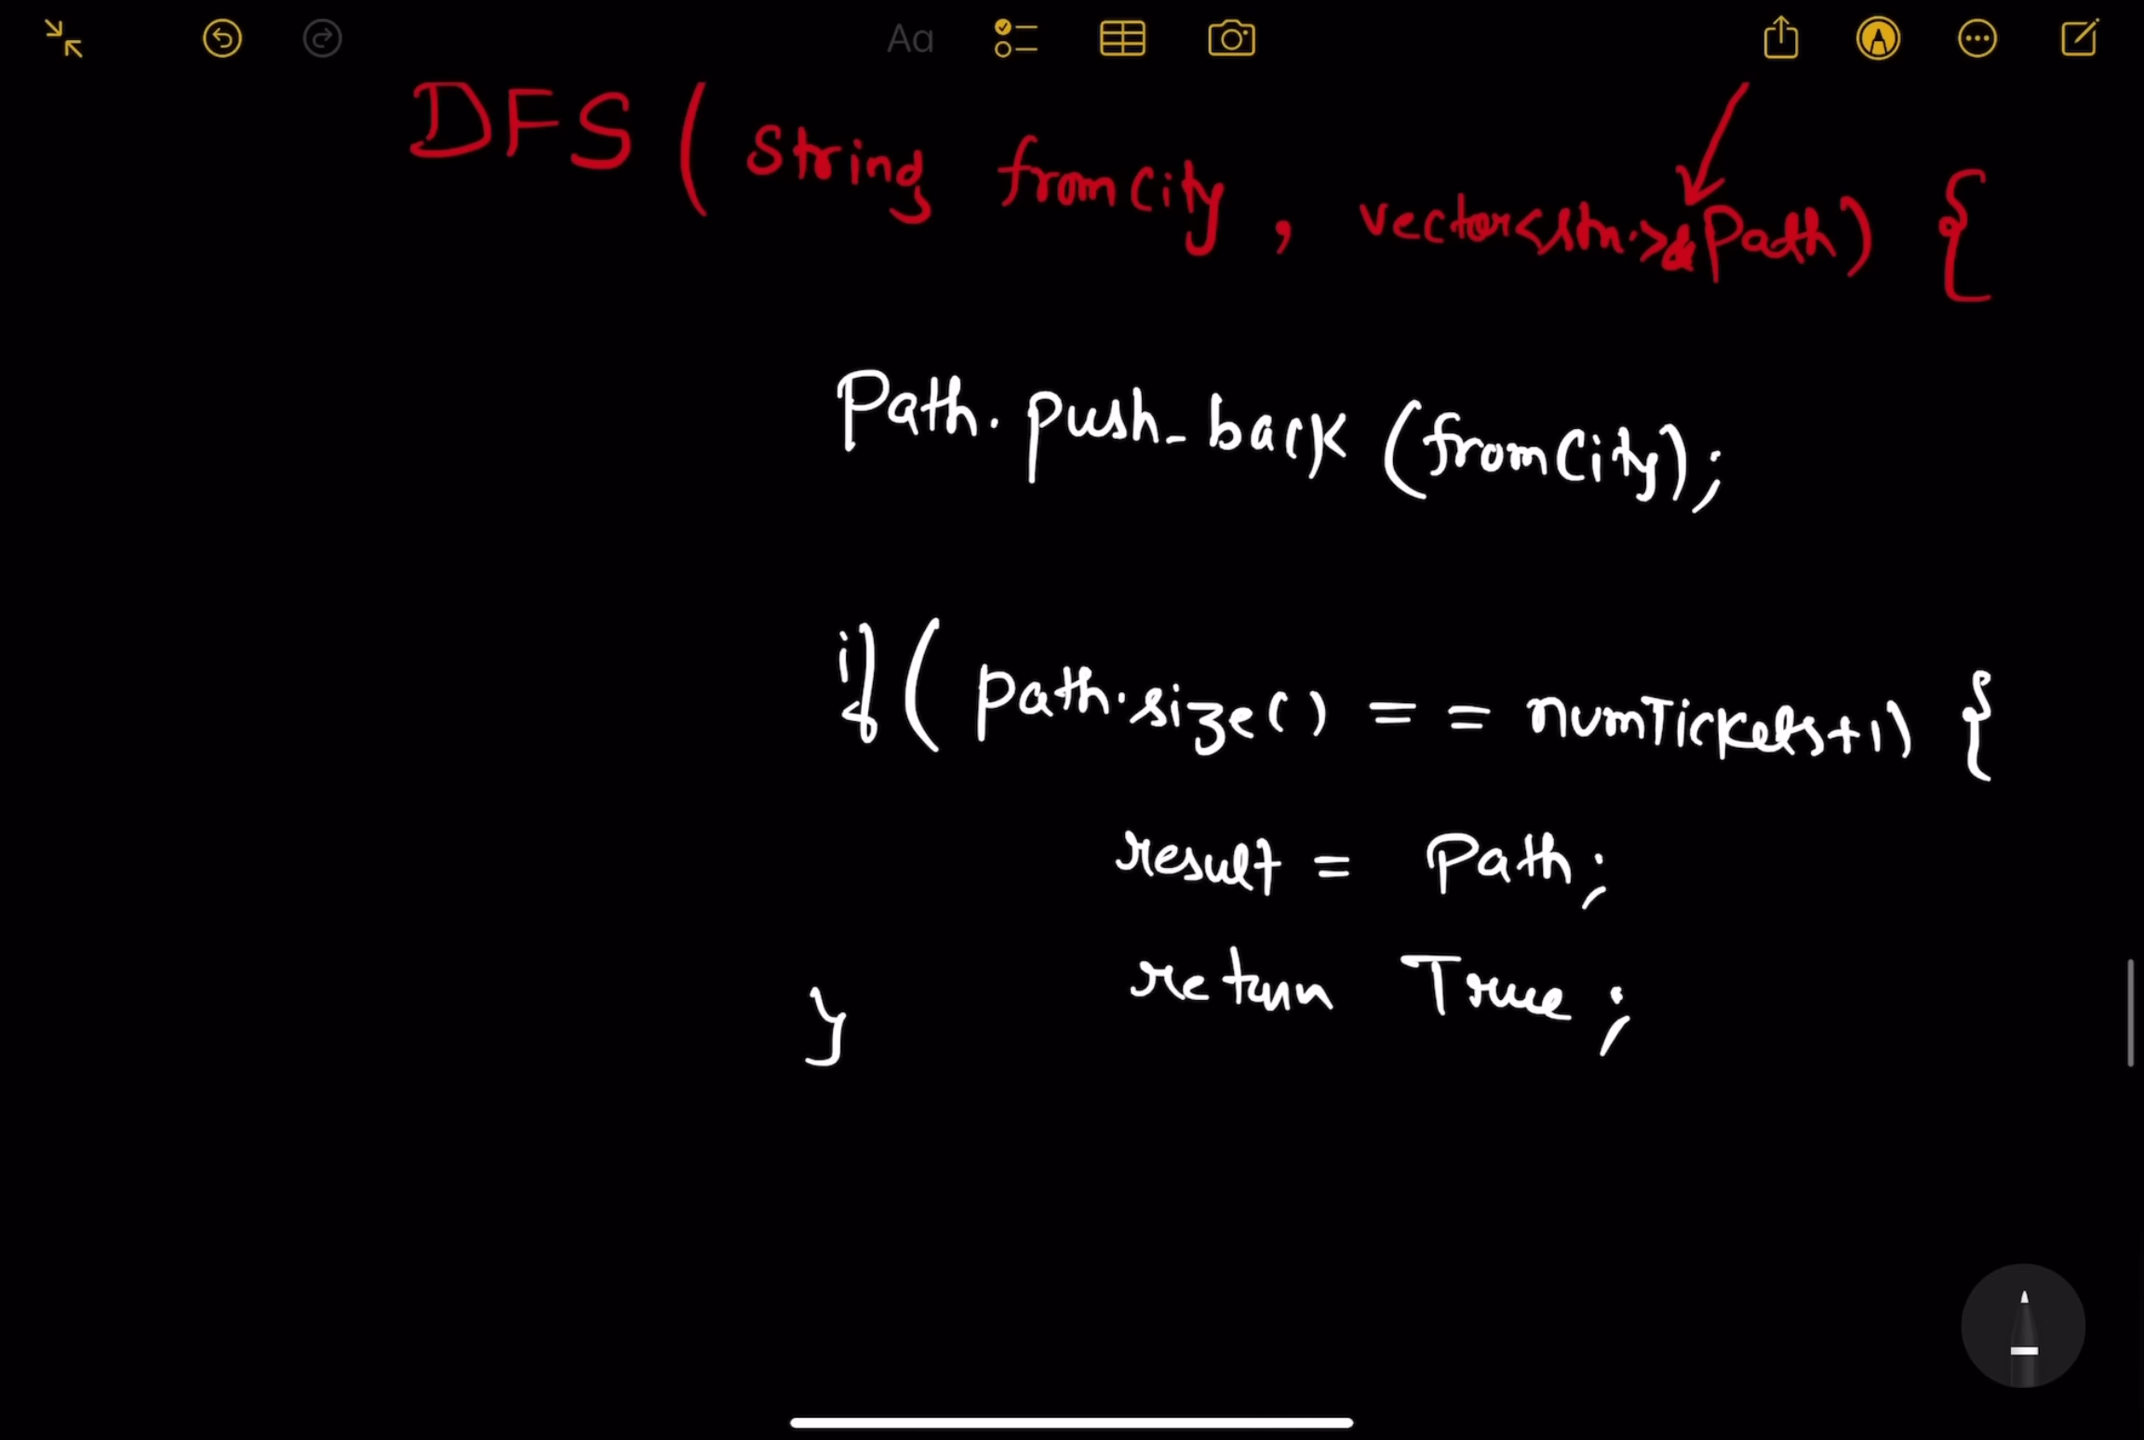 Aa
DFS ( String fromCity , vector<str.>& Path) {
Path. push_back (fromCity);
if ( path.size() == numTickets+1) {
result = Path;
return True ;
}